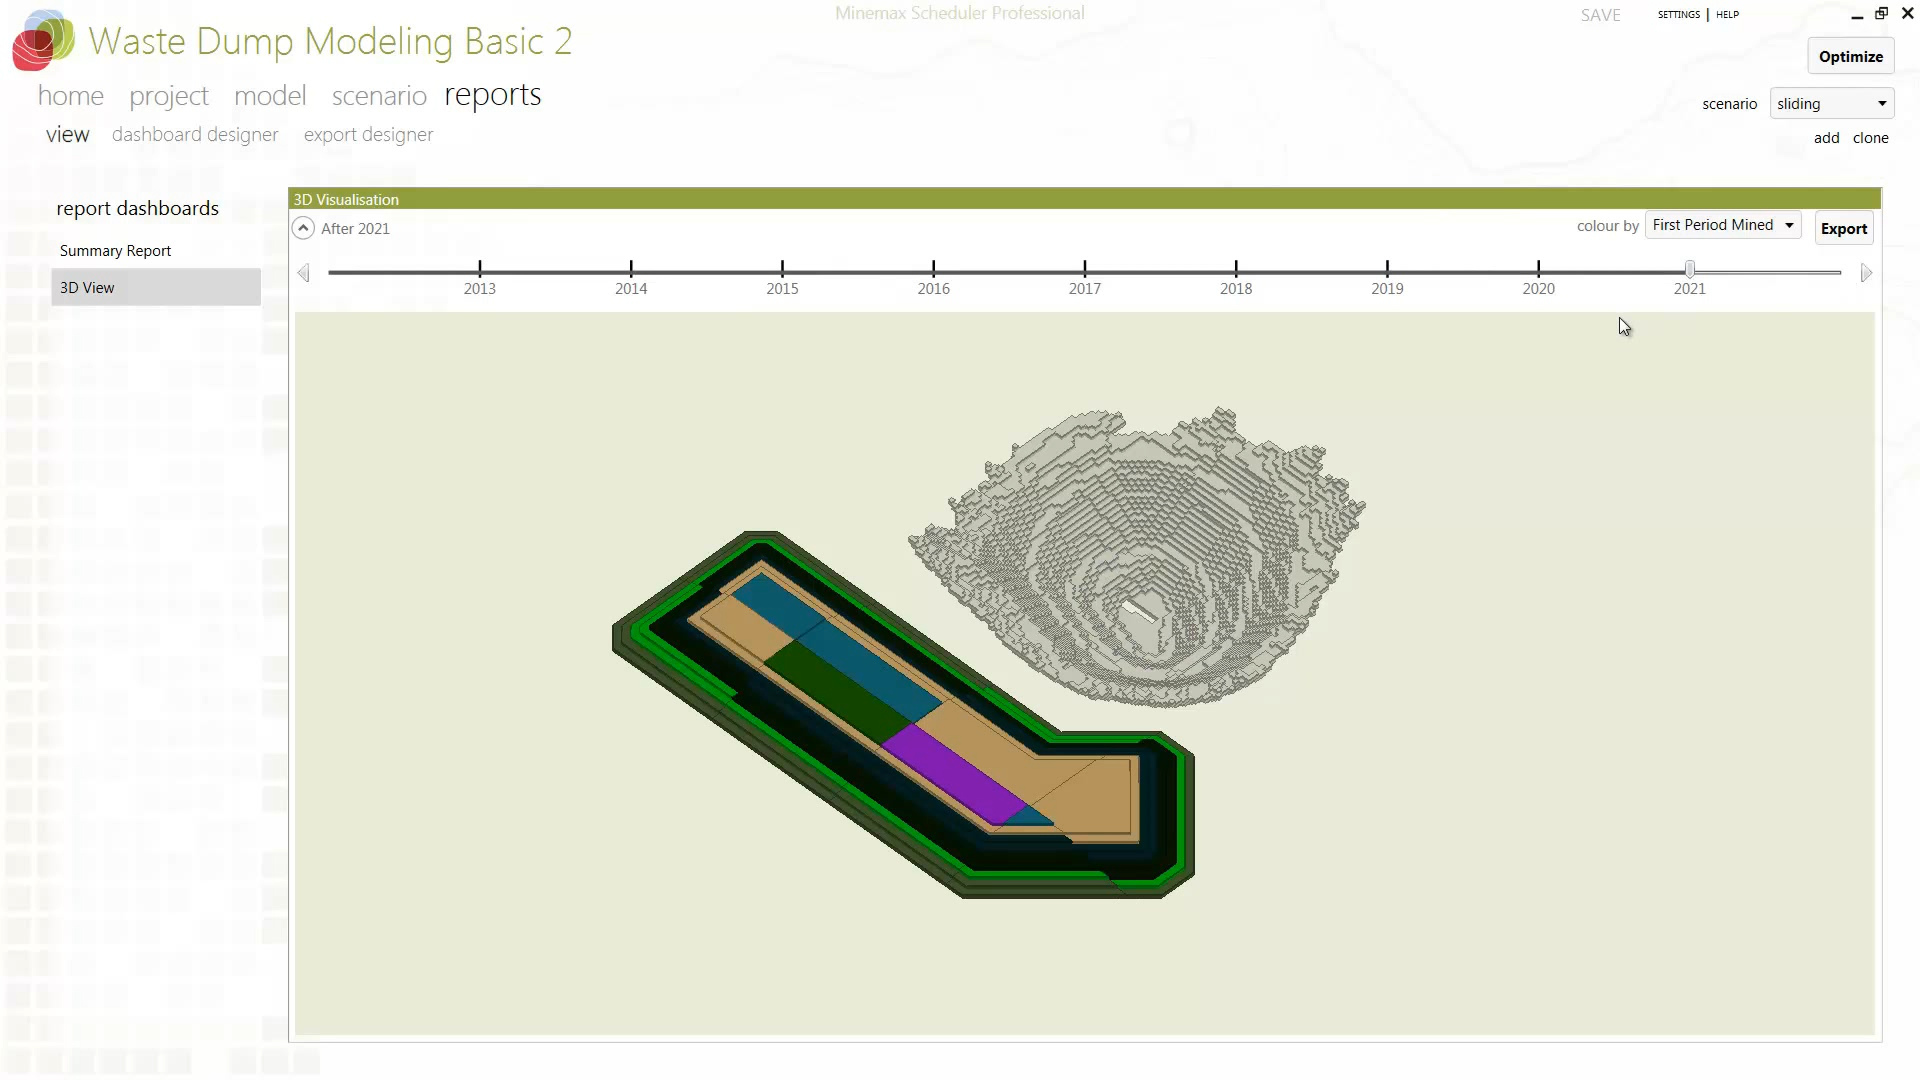 Minemax Scheduler Professional
SAVE
SETTINGS | HELP
Waste Dump Modeling Basic 2
Optimize
home project model scenario reports
scenario sliding
view dashboard designer export designer
add clone
report dashboards
Summary Report
3D View
3D Visualisation
After 2021
colour by First Period Mined
Export
2013 2014 2015 2016 2017 2018 2019 2020 2021